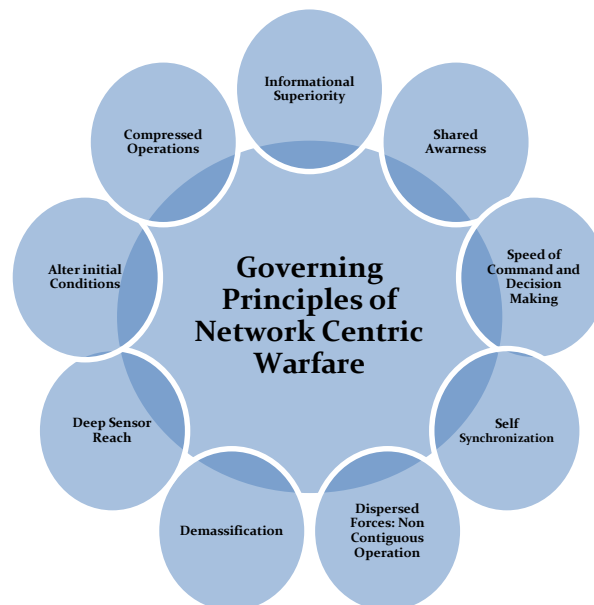 Informational
Superiority
Shared
Awarness
Speed of
Command and
Decision
Making
Self
Synchronization
Dispersed
Forces: Non
Contiguous
Operation
Demassification
Deep Sensor
Reach
Alter initial
Conditions
Compressed
Operations
Governing
Principles of
Network Centric
Warfare